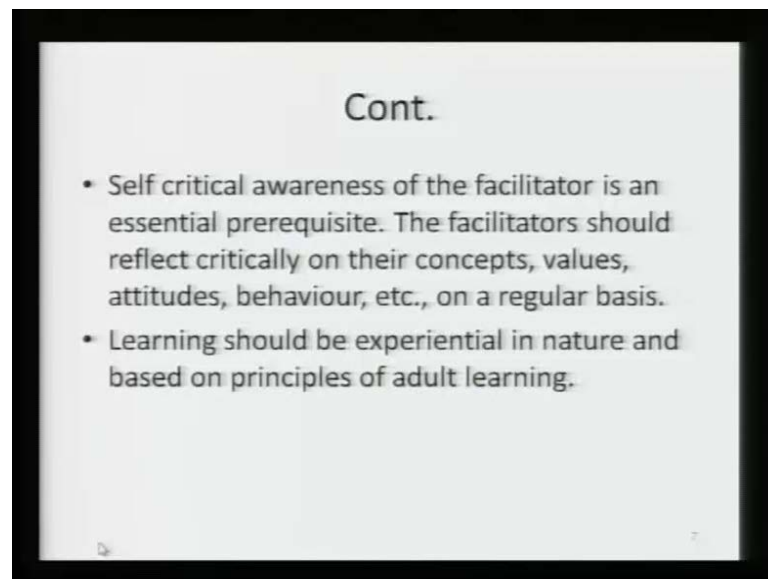 Cont.
• Self critical awareness of the facilitator is an
essential prerequisite. The facilitators should
reflect critically on their concepts, values,
attitudes, behaviour, etc., on a regular basis.
• Learning should be experiential in nature and
based on principles of adult learning.
7